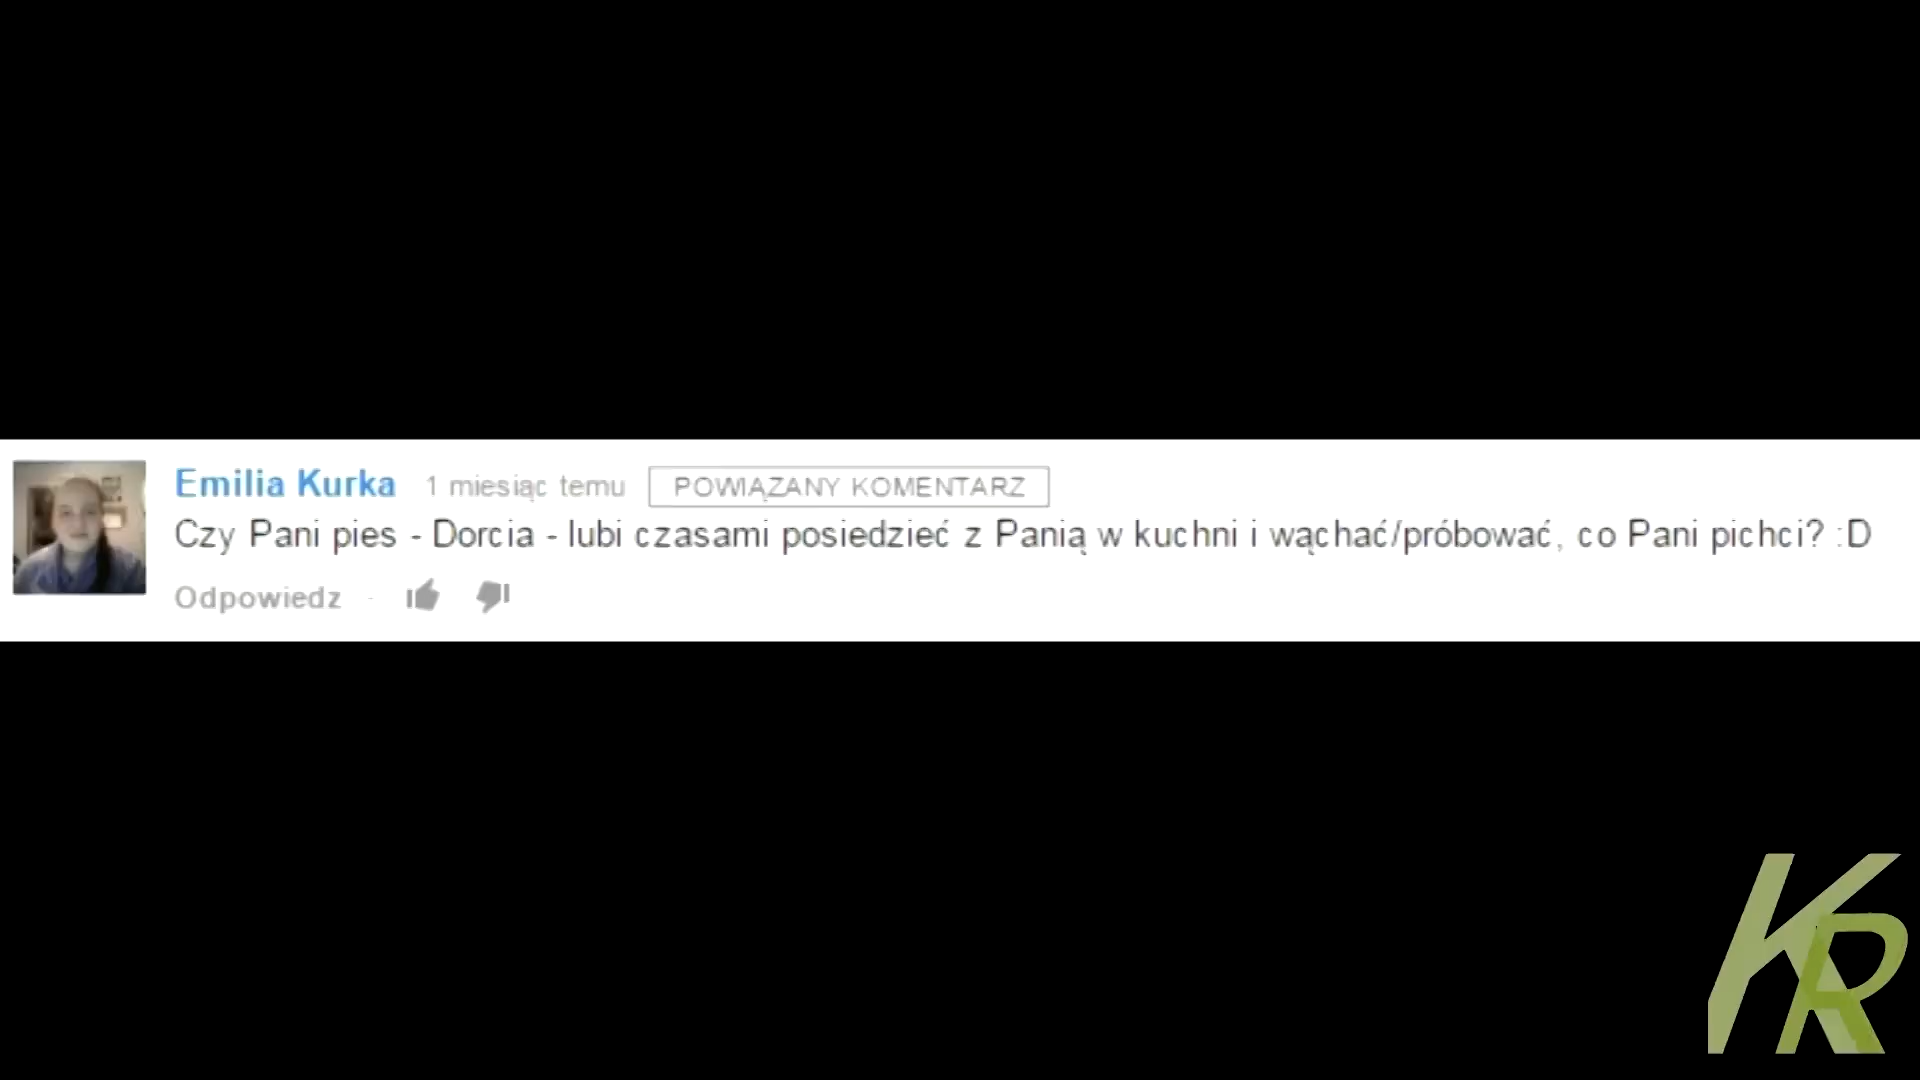 Emilia Kurka 1 miesiąc temu POWIĄZANY KOMENTARZ
Czy Pani pies - Dorcia - lubi czasami posiedzieć z Panią w kuchni i wąchać/próbować, co Pani pichci? :D
Odpowiedz ·
KR